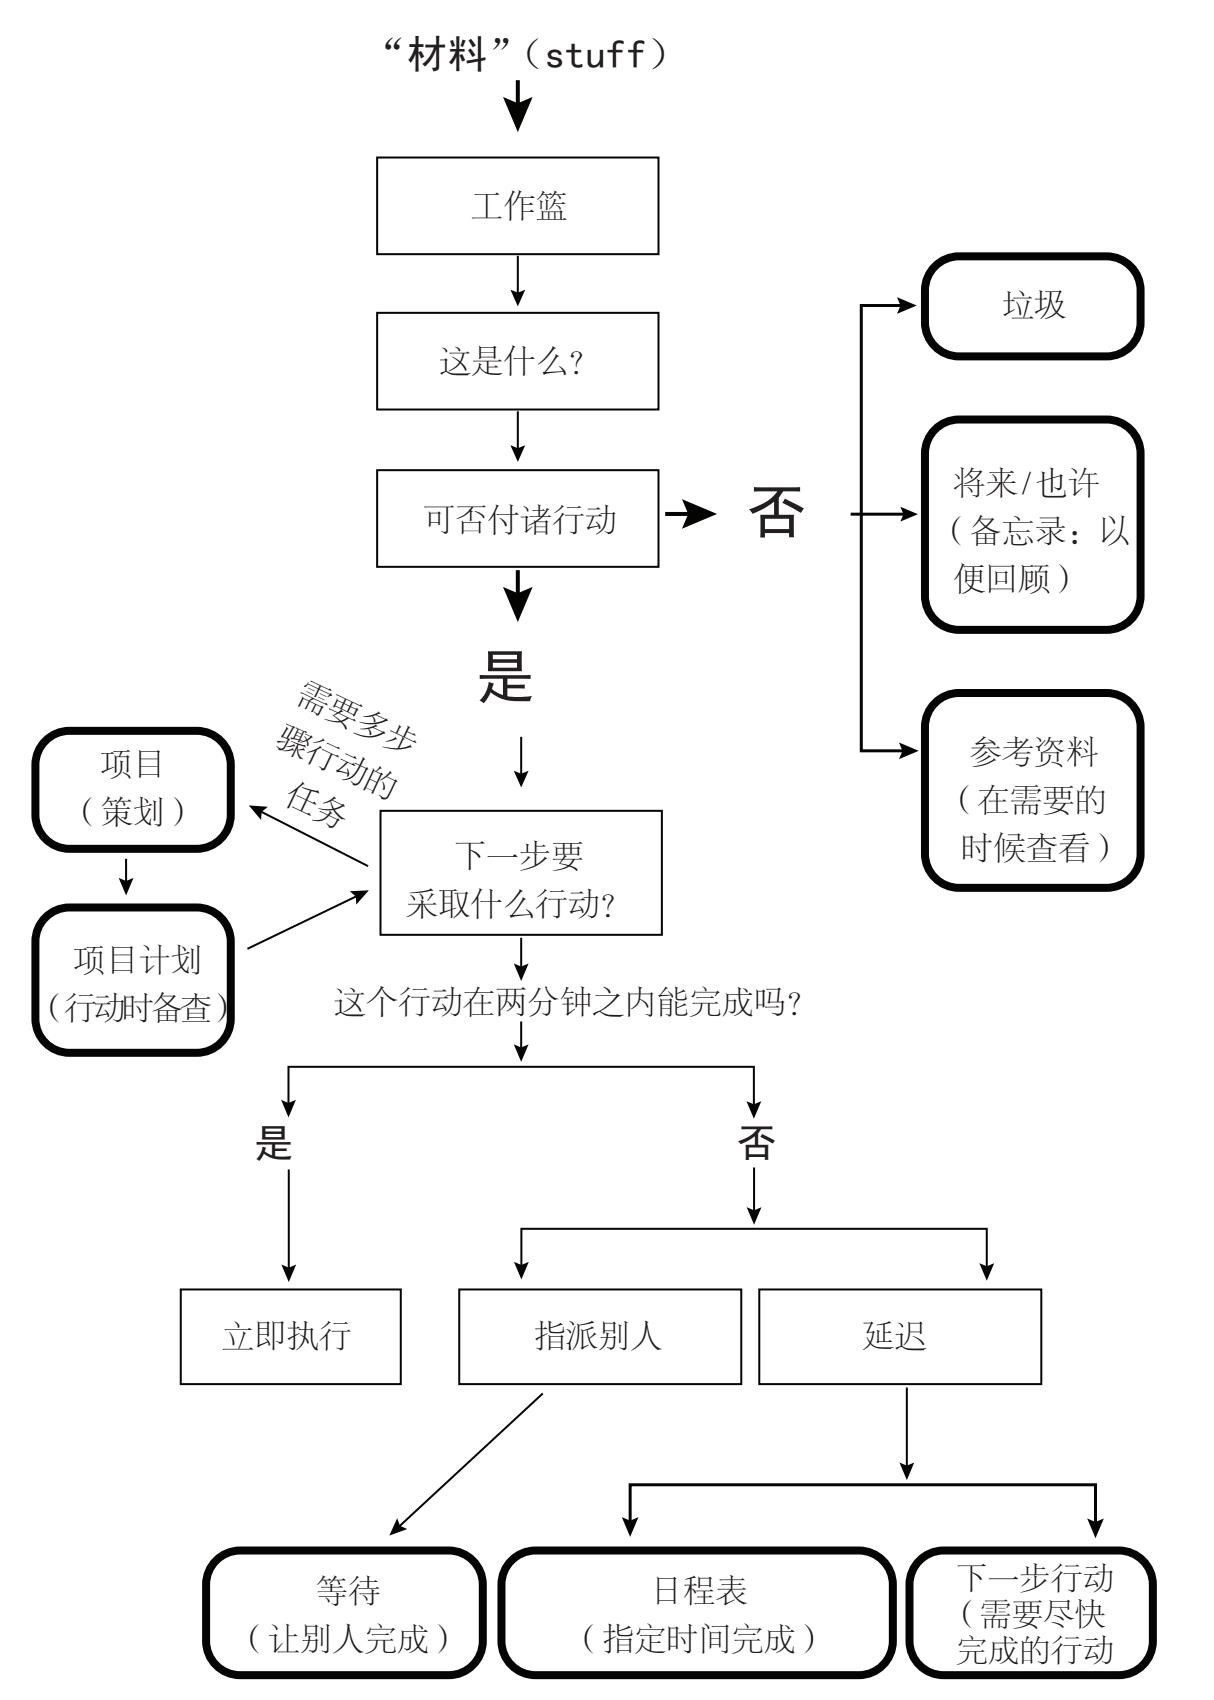 “材料”(stuff)
工作篮
这是什么?
可否付诸行动
否
垃圾
将来/也许
(备忘录:以
便回顾)
参考资料
(在需要的
时候查看)
是
需要多步
骤行动的
任务
项目
(策划)
项目计划
(行动时备查)
下一步要
采取什么行动?
这个行动在两分钟之内能完成吗?
是
否
立即执行
指派别人
延迟
等待
(让别人完成)
日程表
(指定时间完成)
下一步行动
(需要尽快
完成的行动